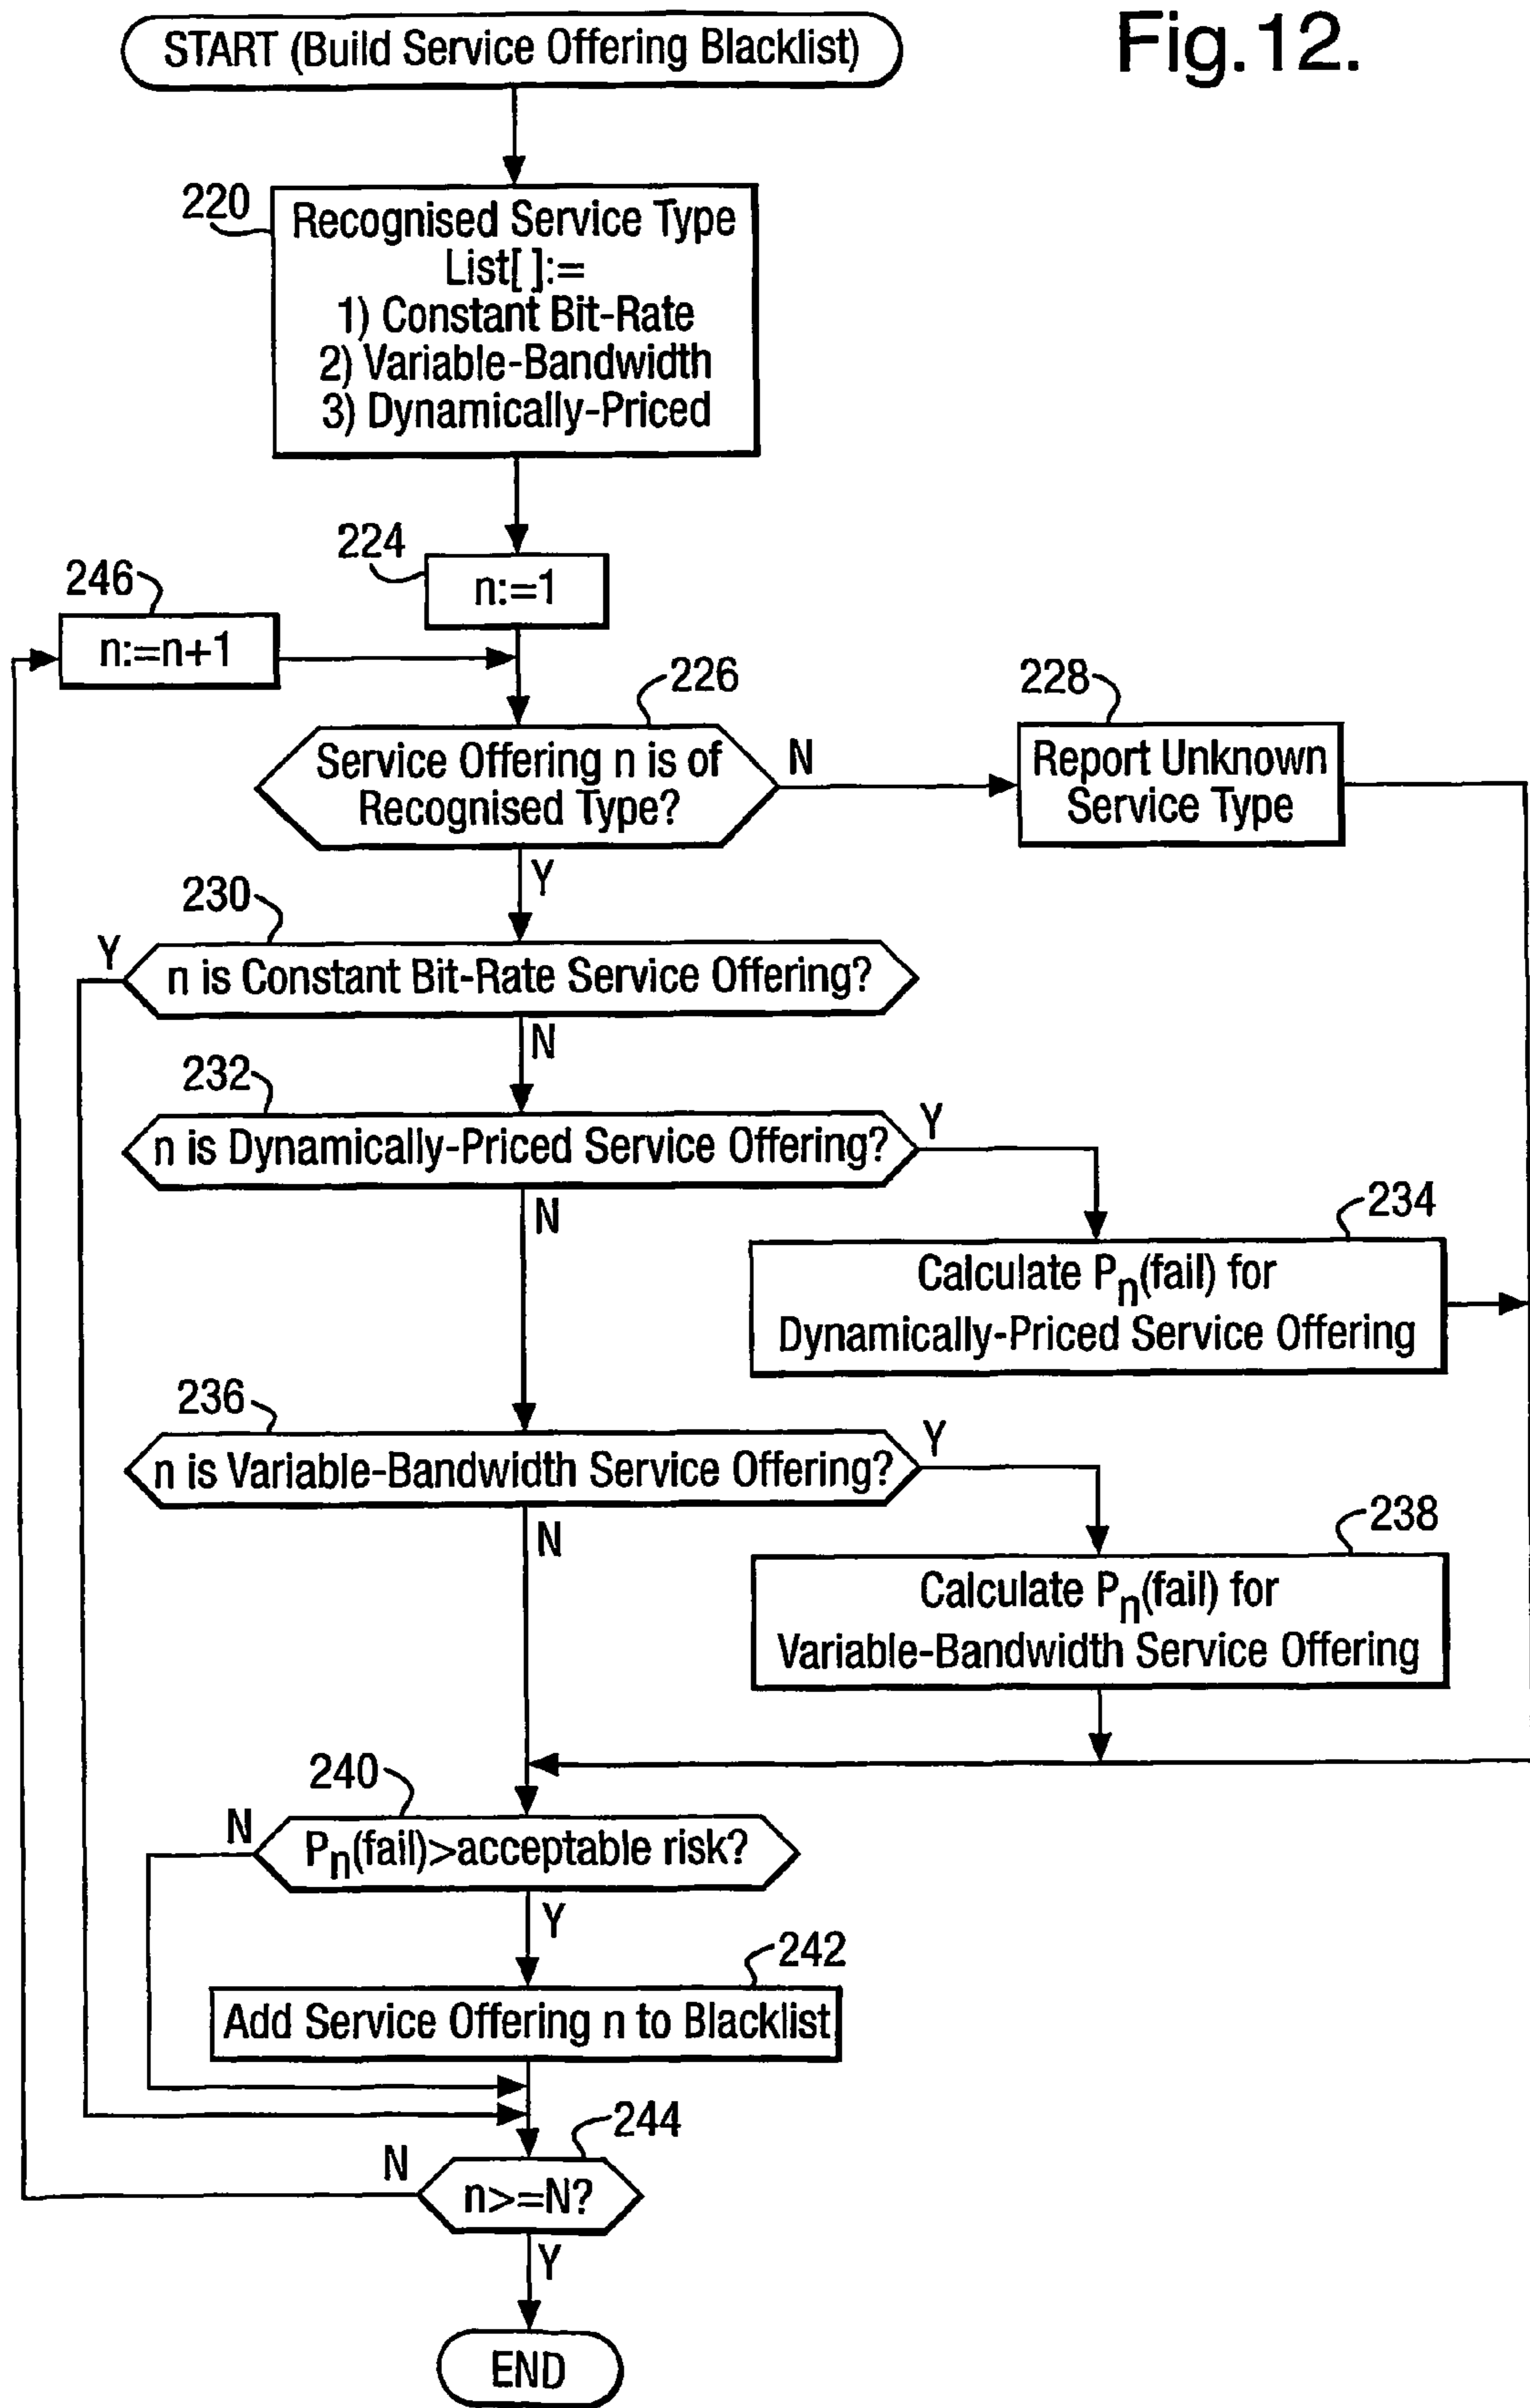 START (Build Service Offering Blacklist)
Fig.12.
220
Recognised Service Type
List[ ]:=
1) Constant Bit-Rate
2) Variable-Bandwidth
3) Dynamically-Priced
224
n:=1
246
n:=n+1
226
Service Offering n is of
Recognised Type?
N
Y
228
Report Unknown
Service Type
230
Y
n is Constant Bit-Rate Service Offering?
N
232
n is Dynamically-Priced Service Offering?
Y
N
234
Calculate Pn(fail) for
Dynamically-Priced Service Offering
236
n is Variable-Bandwidth Service Offering?
Y
N
238
Calculate Pn(fail) for
Variable-Bandwidth Service Offering
240
N
Pn(fail)>acceptable risk?
Y
242
Add Service Offering n to Blacklist
244
N
n>=N?
Y
END